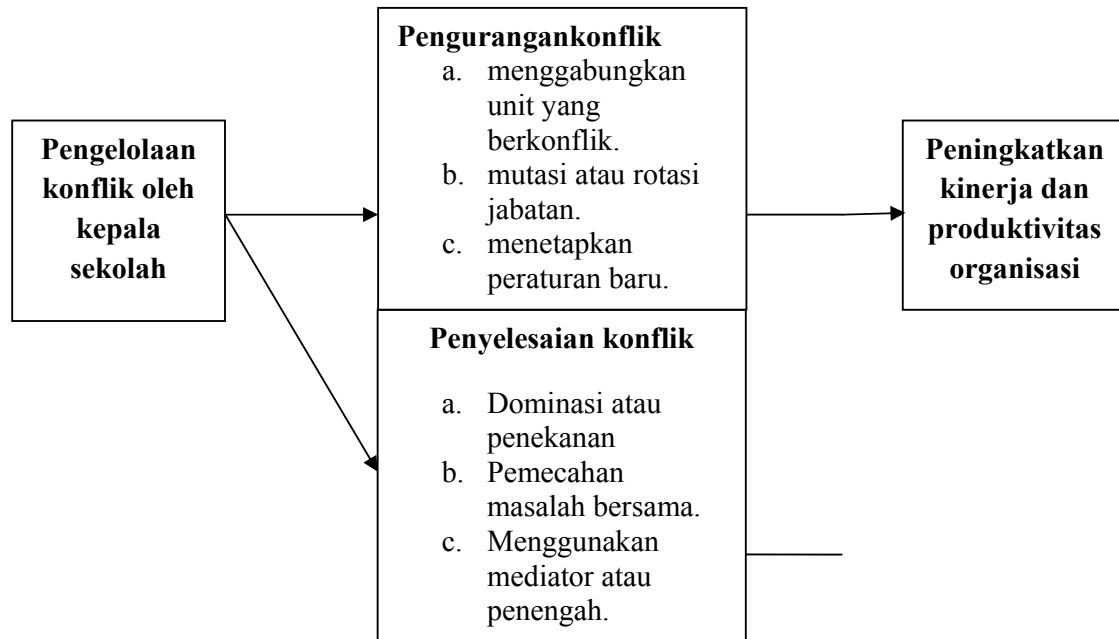 Pengelolaan
konflik oleh
kepala
sekolah
Pengurangankonflik
a. menggabungkan
unit yang
berkonflik.
b. mutasi atau rotasi
jabatan.
c. menetapkan
peraturan baru.
Penyelesaian konflik
a. Dominasi atau
penekanan
b. Pemecahan
masalah bersama.
c. Menggunakan
mediator atau
penengah.
Peningkatkan
kinerja dan
produktivitas
organisasi